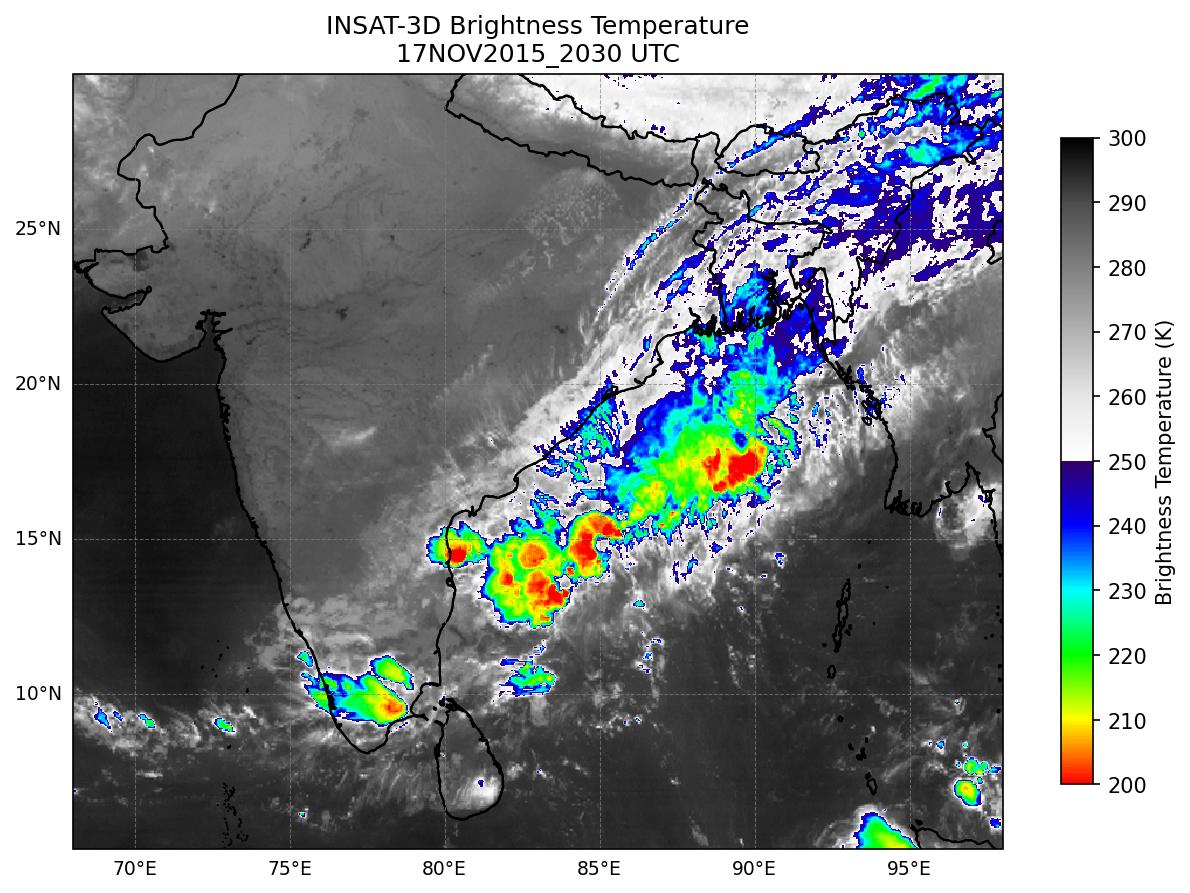 INSAT-3D Brightness Temperature
17NOV2015_2030 UTC
25°N
20°N
15°N
10°N
70°E
75°E
80°E
85°E
90°E
95°E
300
290
280
270
260
250
240
230
220
210
200
Brightness Temperature (K)